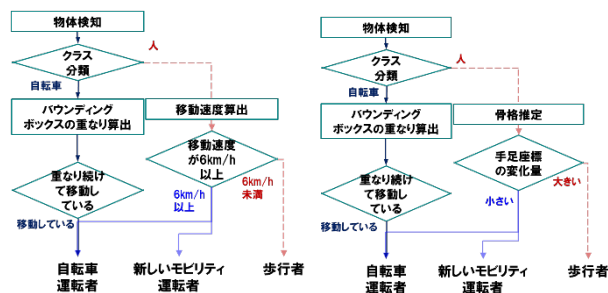 物体検知
人
クラス
分類
自転車
バウンディング
ボックスの重なり算出
移動速度算出
重なり続け
て移動し
ている
移動速度
が6km/h
以上
6km/h
以上
6km/h
未満
移動している
自転車
運転者
新しいモビリティ
運転者
歩行者
物体検知
人
クラス
分類
自転車
バウンディング
ボックスの重なり算出
骨格推定
重なり続け
て移動し
ている
手足座標
の変化量
大きい
小さい
移動している
自転車
運転者
新しいモビリティ
運転者
歩行者